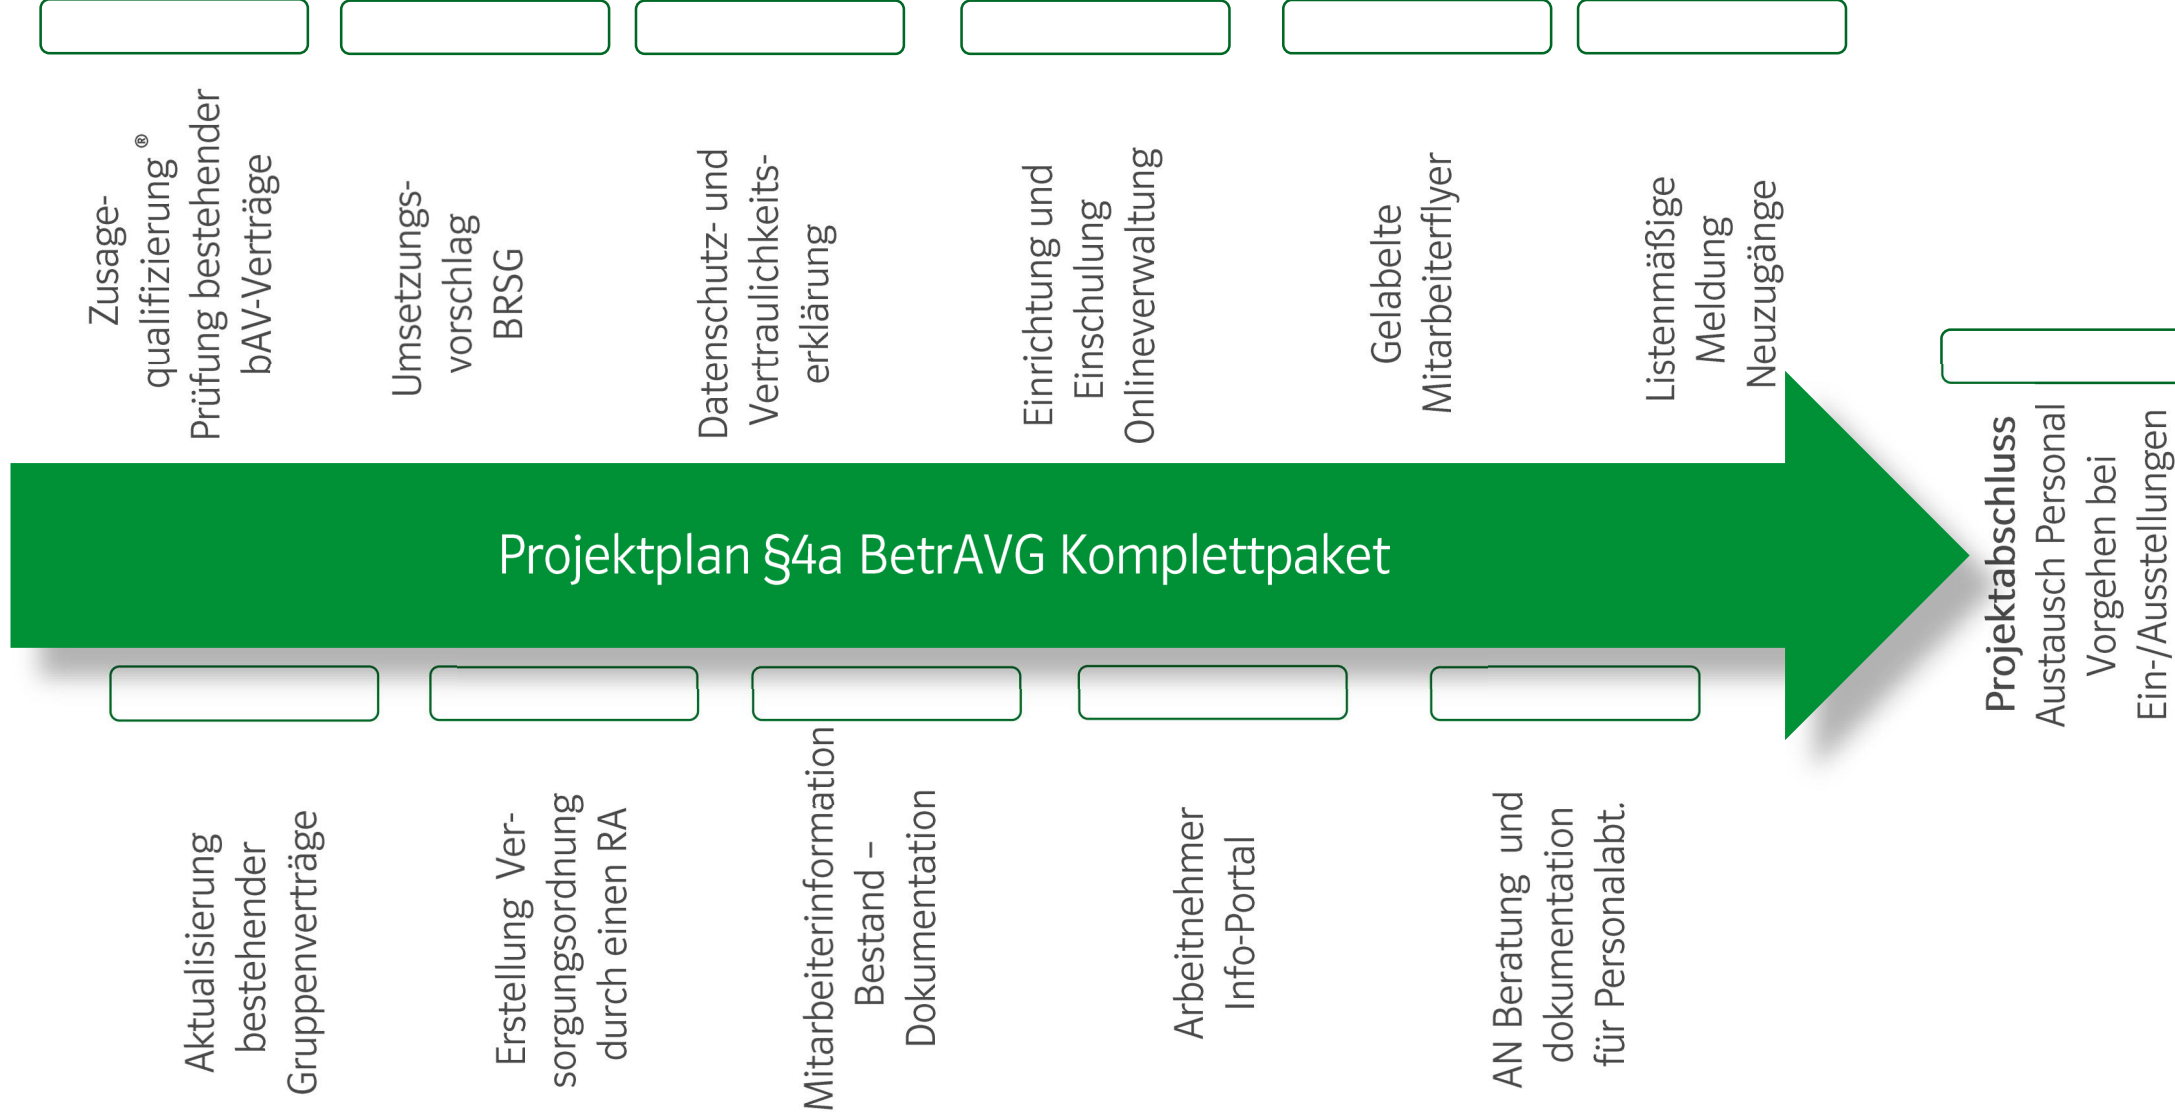 Zusage-
qualifizierung®
Prüfung bestehender
bAV-Verträge
Umsetzungs-
vorschlag
BRSG
Datenschutz- und
Vertraulichkeits-
erklärung
Einrichtung und
Einschulung
Onlineverwaltung
Gelabelte
Mitarbeiterflyer
Listenmäßige
Meldung
Neuzugänge
Projektplan §4a BetrAVG Komplettpaket
Projektabschluss
Austausch Personal
Vorgehen bei
Ein-/Ausstellungen
Aktualisierung
bestehender
Gruppenverträge
Erstellung Ver-
sorgungsordnung
durch einen RA
Mitarbeiterinformation
Bestand –
Dokumentation
Arbeitnehmer
Info-Portal
AN Beratung und
dokumentation
für Personalabt.